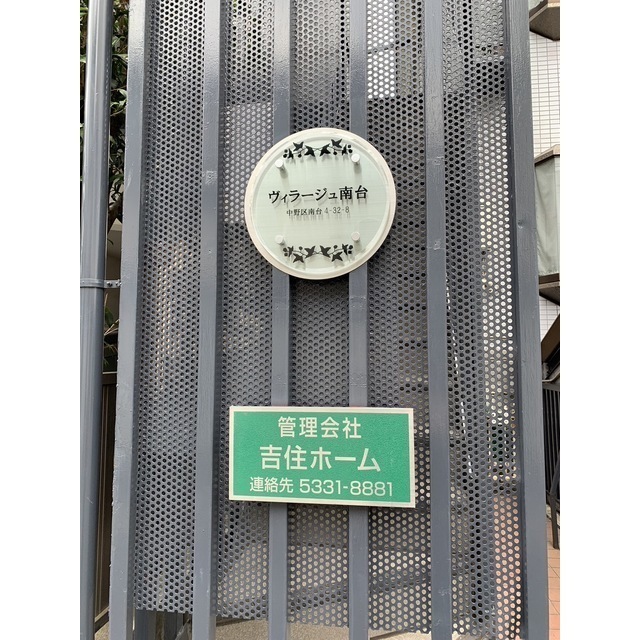 ヴィラージュ南台
中野区南台 4-32-8
管理会社
吉住ホーム
連絡先 5331-8881